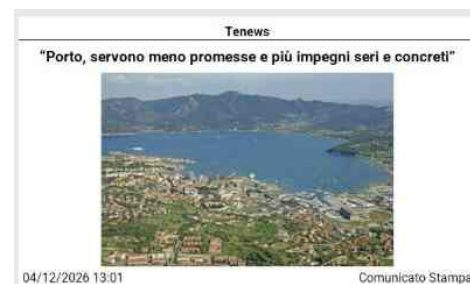 Tenews
“Porto, servono meno promesse e più impegni seri e concreti”
04/12/2026 13:01
Comunicato Stampa